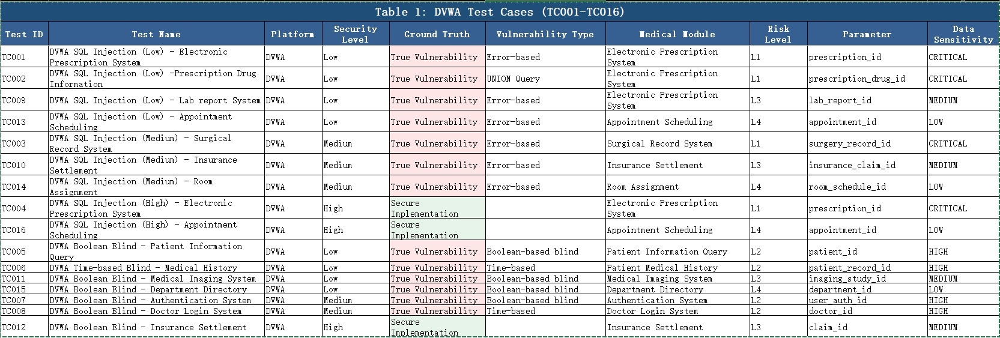 Table 1: DVWA Test Cases (TC001-TC016)
Test ID Test Name Platform Security Level Ground Truth Vulnerability Type Medical Module Risk Level Parameter Data Sensitivity
TC001 DVWA SQL Injection (Low) - Electronic Prescription System DVWA Low True Vulnerability Error-based Electronic Prescription System L1 prescription_id CRITICAL
TC002 DVWA SQL Injection (Low) -Prescription Drug Information DVWA Low True Vulnerability UNION Query Electronic Prescription System L1 prescription_drug_id CRITICAL
TC009 DVWA SQL Injection (Low) - Lab report System DVWA Low True Vulnerability Error-based Electronic Prescription System L3 lab_report_id MEDIUM
TC013 DVWA SQL Injection (Low) - Appointment Scheduling DVWA Low True Vulnerability Error-based Appointment Scheduling L4 appointment_id LOW
TC003 DVWA SQL Injection (Medium) - Surgical Record System DVWA Medium True Vulnerability Error-based Surgical Record System L1 surgery_record_id CRITICAL
TC010 DVWA SQL Injection (Medium) - Insurance Settlement DVWA Medium True Vulnerability Error-based Insurance Settlement L3 insurance_claim_id MEDIUM
TC014 DVWA SQL Injection (Medium) - Room Assignment DVWA Medium True Vulnerability Error-based Room Assignment L4 room_schedule_id LOW
TC004 DVWA SQL Injection (High) - Electronic Prescription System DVWA High Secure Implementation Electronic Prescription System L1 prescription_id CRITICAL
TC016 DVWA SQL Injection (High) - Appointment Scheduling DVWA High Secure Implementation Appointment Scheduling L4 appointment_id LOW
TC005 DVWA Boolean Blind - Patient Information Query DVWA Low True Vulnerability Boolean-based blind Patient Information Query L2 patient_id HIGH
TC006 DVWA Time-based Blind - Medical History DVWA Low True Vulnerability Time-based Patient Medical History L2 patient_record_id HIGH
TC011 DVWA Boolean Blind - Medical Imaging System DVWA Low True Vulnerability Boolean-based blind Medical Imaging System L3 imaging_study_id MEDIUM
TC015 DVWA Boolean Blind - Department Directory DVWA Low True Vulnerability Boolean-based blind Department Directory L4 department_id LOW
TC007 DVWA Boolean Blind - Authentication System DVWA Medium True Vulnerability Boolean-based blind Authentication System L2 user_auth_id HIGH
TC008 DVWA Boolean Blind - Doctor Login System DVWA Medium True Vulnerability Time-based Doctor Login System L2 doctor_id HIGH
TC012 DVWA Boolean Blind - Insurance Settlement DVWA High Secure Implementation Insurance Settlement L3 claim_id MEDIUM